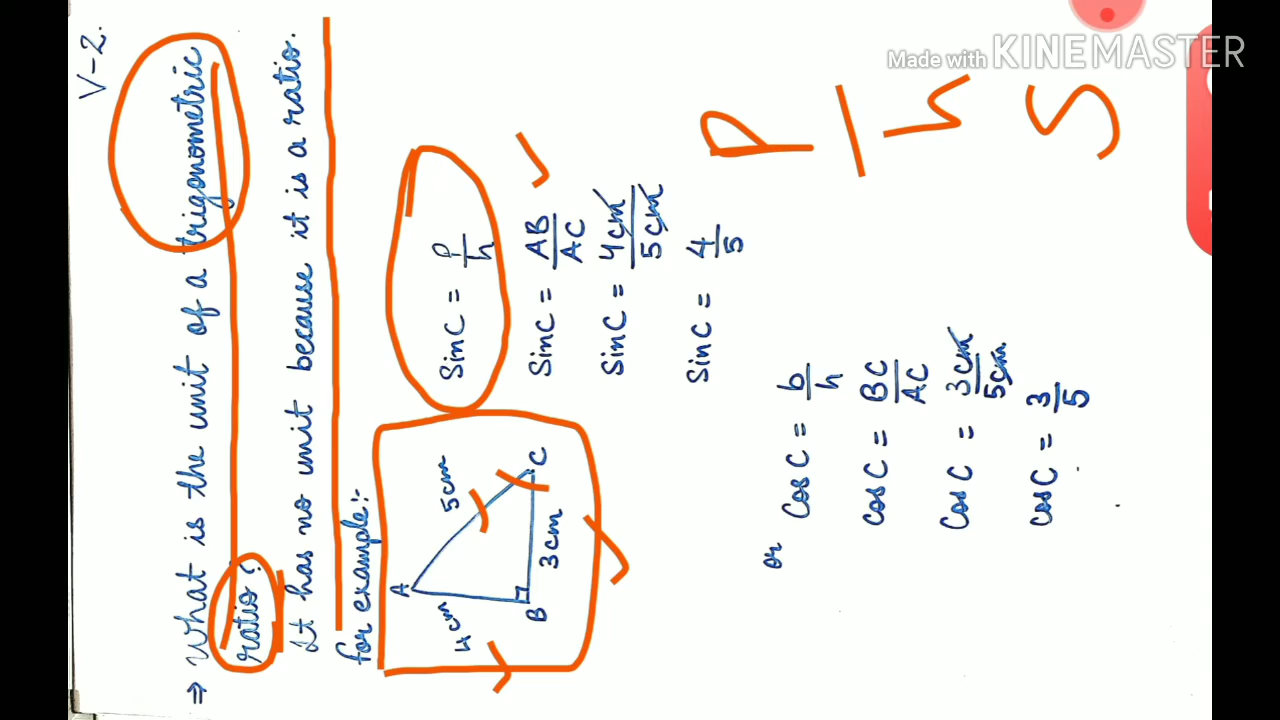 V-2.
⇒ What is the unit of a trigonometric
ratio?
It has no unit because it is a ratio.
for example:-
A
4cm
5cm
B
3cm
C
Sin C = p/h
Sin C = AB/AC
Sin C = 4cm/5cm
Sin C = 4/5
or
Cos C = b/h
Cos C = BC/AC
Cos C = 3cm/5cm
Cos C = 3/5
Made with KINEMASTER